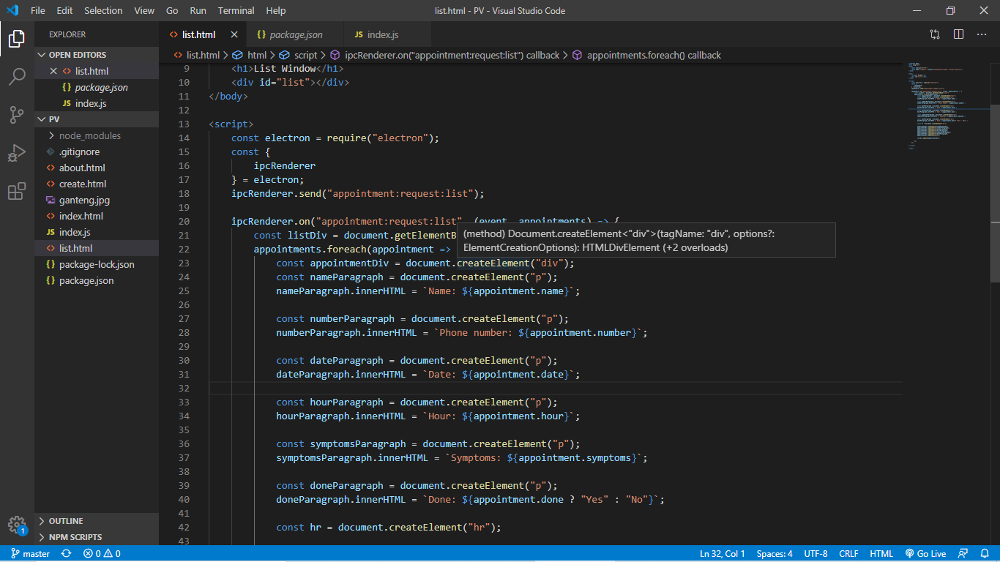 File Edit Selection View Go Run Terminal Help list.html - PV - Visual Studio Code
EXPLORER
OPEN EDITORS
list.html
package.json
index.js
PV
node_modules
.gitignore
about.html
create.html
ganteng.jpg
index.html
index.js
list.html
package-lock.json
package.json
OUTLINE
NPM SCRIPTS
1
list.html package.json index.js
list.html > html > script > ipcRenderer.on("appointment:request:list") callback > appointments.foreach() callback
9 <h1>List Window</h1>
10 <div id="list"></div>
11 </body>
12
13 <script>
14 const electron = require("electron");
15 const {
16 ipcRenderer
17 } = electron;
18 ipcRenderer.send("appointment:request:list");
19
20 ipcRenderer.on("appointment:request:list", (event, appointments) => {
21 const listDiv = document.getElementB
(method) Document.createElement<"div">(tagName: "div", options?:
ElementCreationOptions): HTMLDivElement (+2 overloads)
22 appointments.foreach(appointment =>
23 const appointmentDiv = document.createElement("div");
24 const nameParagraph = document.createElement("p");
25 nameParagraph.innerHTML = `Name: ${appointment.name}`;
26
27 const numberParagraph = document.createElement("p");
28 numberParagraph.innerHTML = `Phone number: ${appointment.number}`;
29
30 const dateParagraph = document.createElement("p");
31 dateParagraph.innerHTML = `Date: ${appointment.date}`;
32
33 const hourParagraph = document.createElement("p");
34 hourParagraph.innerHTML = `Hour: ${appointment.hour}`;
35
36 const symptomsParagraph = document.createElement("p");
37 symptomsParagraph.innerHTML = `Symptoms: ${appointment.symptoms}`;
38
39 const doneParagraph = document.createElement("p");
40 doneParagraph.innerHTML = `Done: ${appointment.done ? "Yes" : "No"}`;
41
42 const hr = document.createElement("hr");
43
master 0 0 Ln 32, Col 1 Spaces: 4 UTF-8 CRLF HTML Go Live